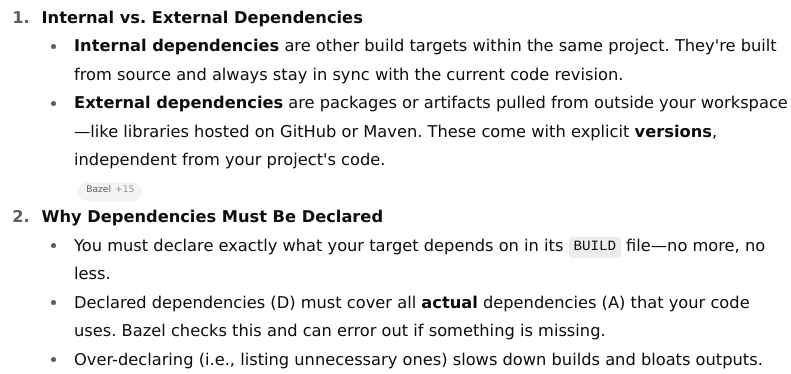 1. Internal vs. External Dependencies
• Internal dependencies are other build targets within the same project. They're built
from source and always stay in sync with the current code revision.
• External dependencies are packages or artifacts pulled from outside your workspace
—like libraries hosted on GitHub or Maven. These come with explicit versions,
independent from your project's code.
Bazel +15
2. Why Dependencies Must Be Declared
• You must declare exactly what your target depends on in its BUILD file—no more, no
less.
• Declared dependencies (D) must cover all actual dependencies (A) that your code
uses. Bazel checks this and can error out if something is missing.
• Over-declaring (i.e., listing unnecessary ones) slows down builds and bloats outputs.